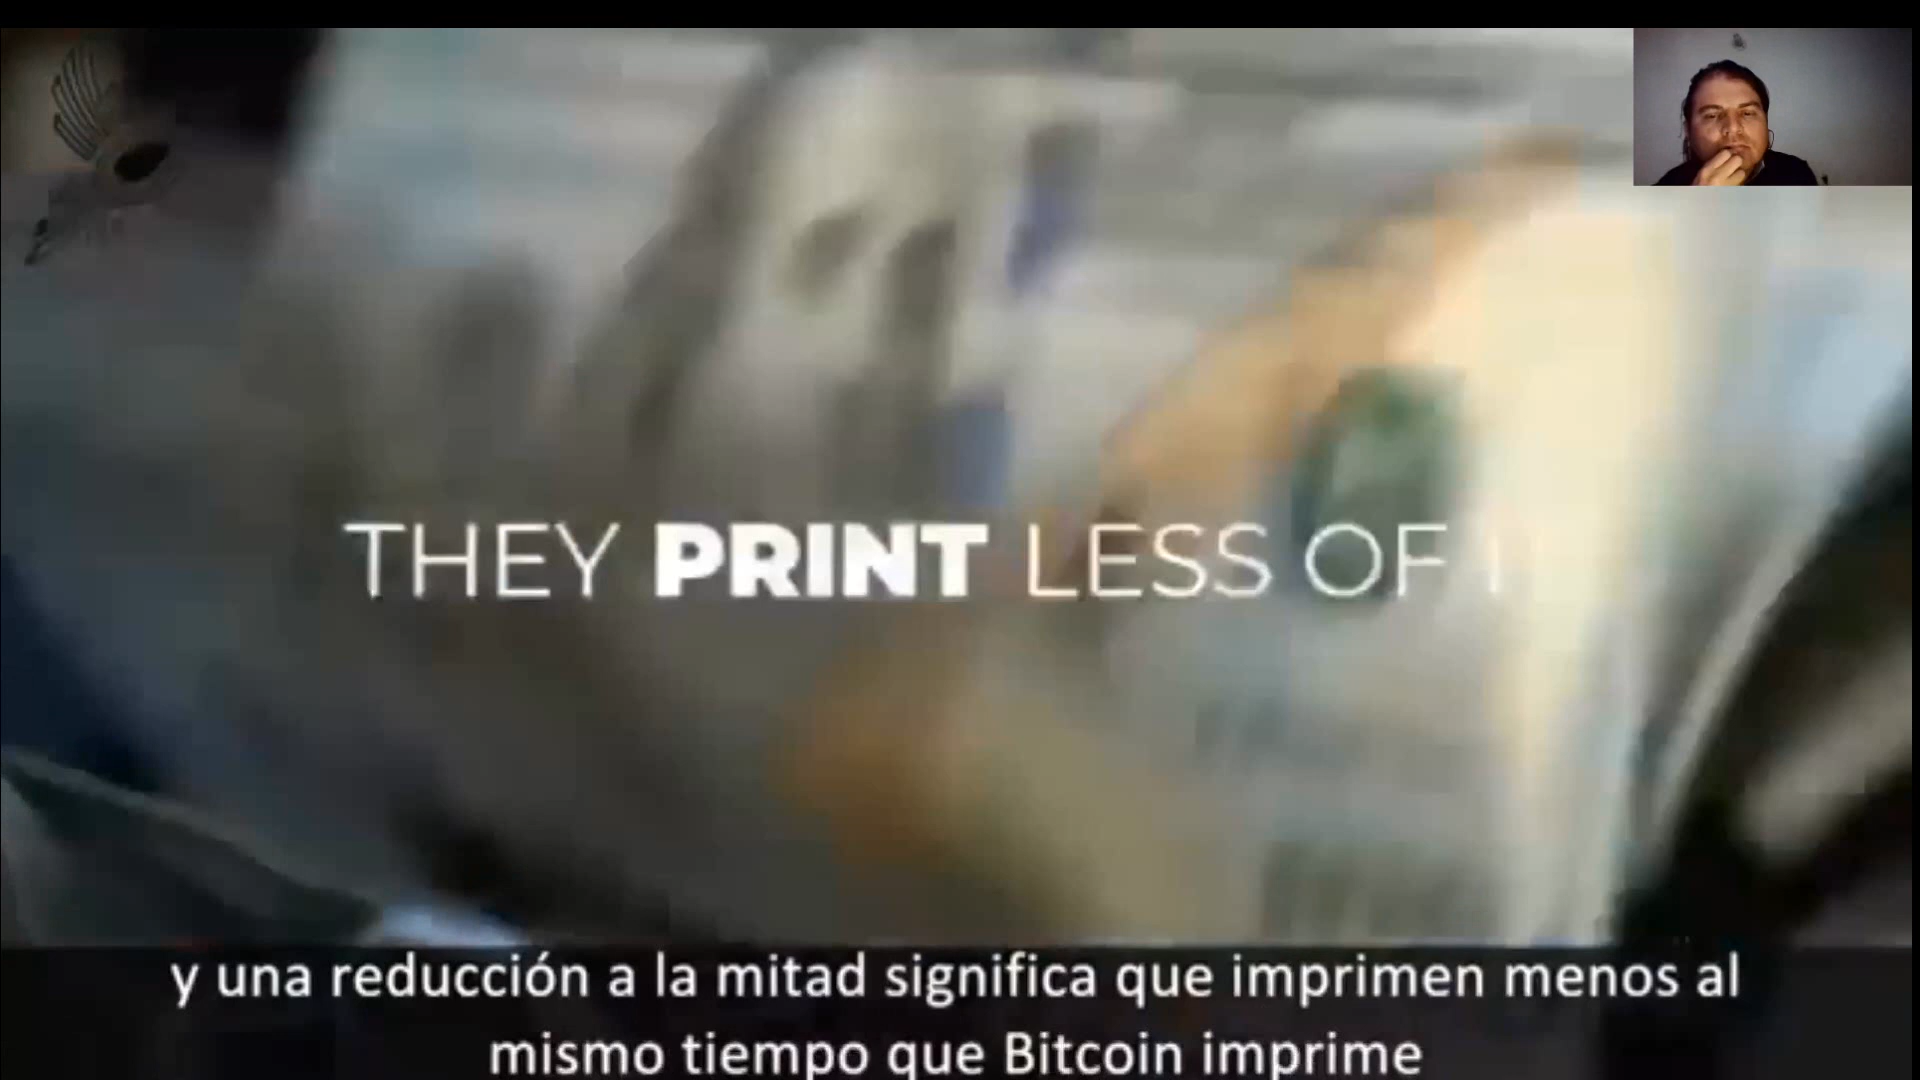 THEY PRINT LESS OF
y una reducción a la mitad significa que imprimen menos al
mismo tiempo que Bitcoin imprime